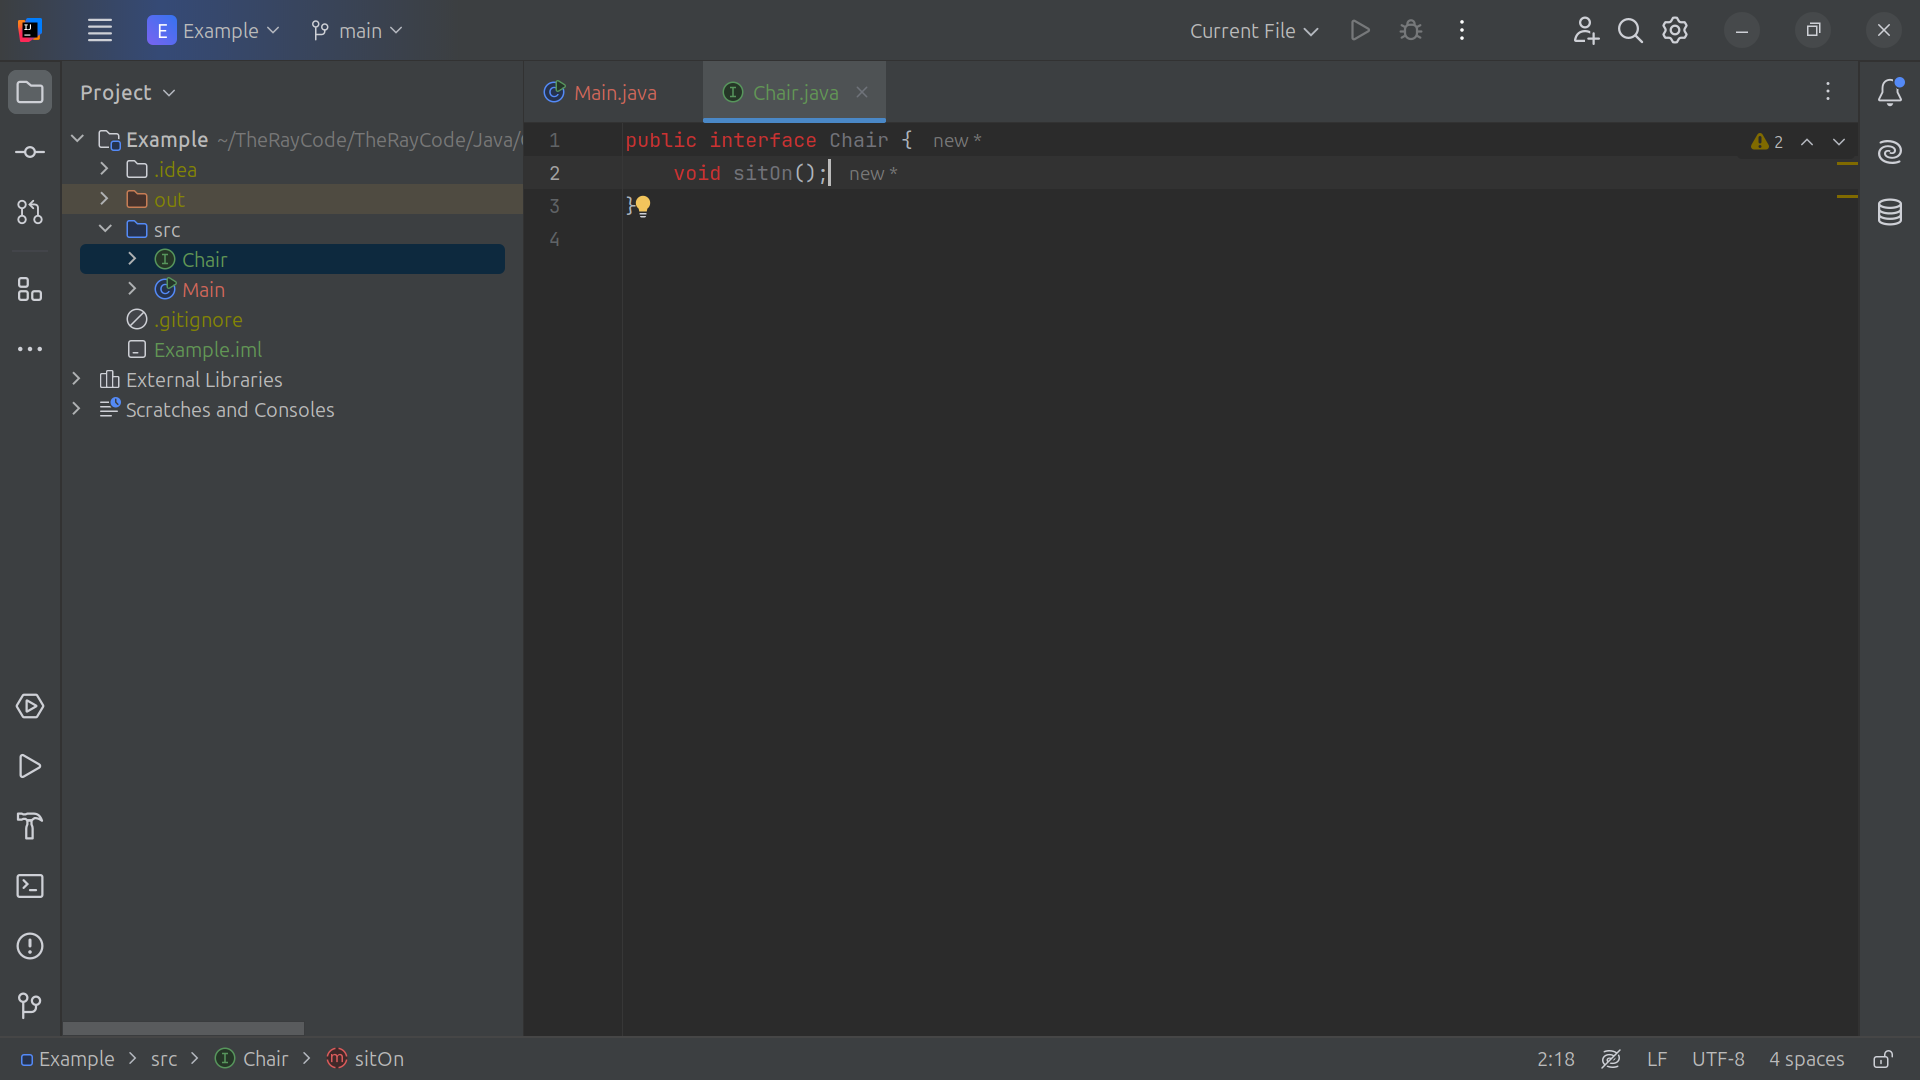 E Example main Current File
Project
Example ~/TheRayCode/TheRayCode/Java/
.idea
out
src
Chair
Main
.gitignore
Example.iml
External Libraries
Scratches and Consoles
Main.java Chair.java
1 public interface Chair { new *
2 void sitOn(); new *
3 }
4
2
Example > src > Chair > sitOn
2:18 LF UTF-8 4 spaces